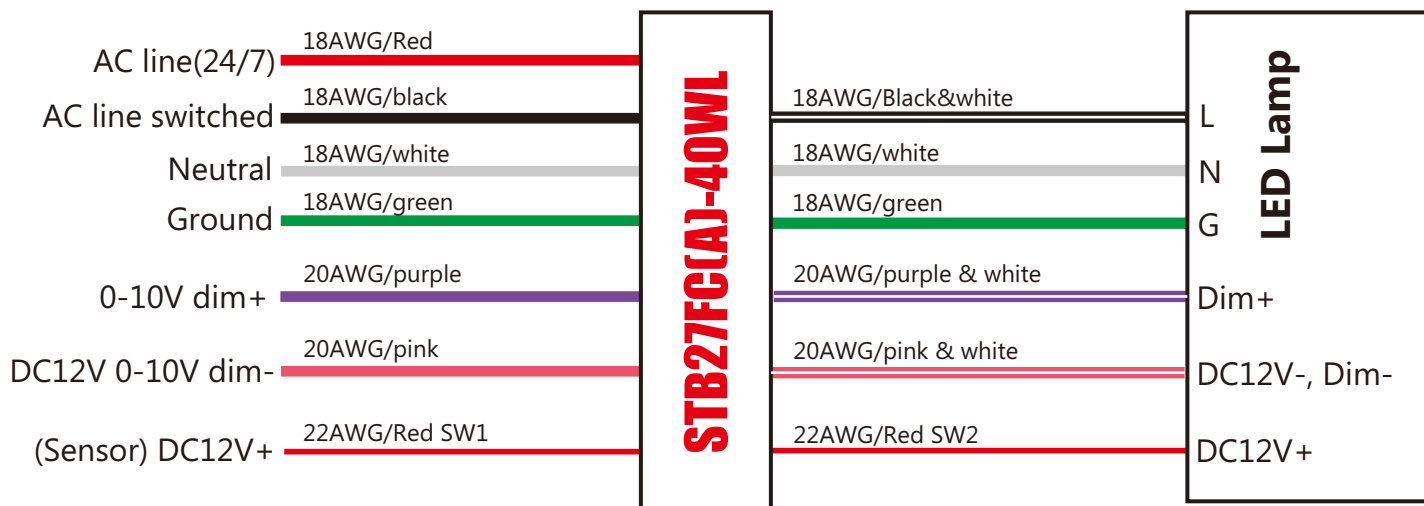 AC line(24/7)
18AWG/Red
AC line switched
18AWG/black
Neutral
18AWG/white
Ground
18AWG/green
0-10V dim+
20AWG/purple
DC12V 0-10V dim-
20AWG/pink
(Sensor) DC12V+
22AWG/Red SW1
STB27FC(A)-40WL
18AWG/Black&white
L
18AWG/white
N
18AWG/green
G
20AWG/purple & white
Dim+
20AWG/pink & white
DC12V-, Dim-
22AWG/Red SW2
DC12V+
LED Lamp